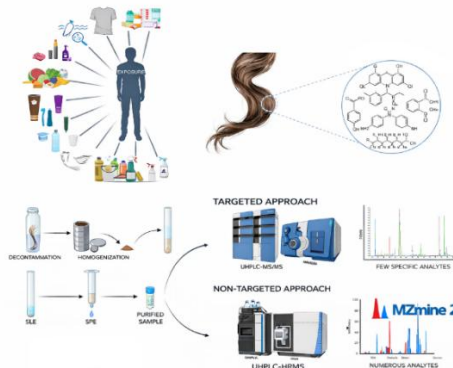 EXPOSURE
TARGETED APPROACH
DECONTAMINATION
HOMOGENIZATION
UHPLC-MS/MS
FEW SPECIFIC ANALYTES
NON-TARGETED APPROACH
MZmine 2
SLE
SPE
PURIFIED
SAMPLE
UHPLC-HRMS
NUMEROUS ANALYTES